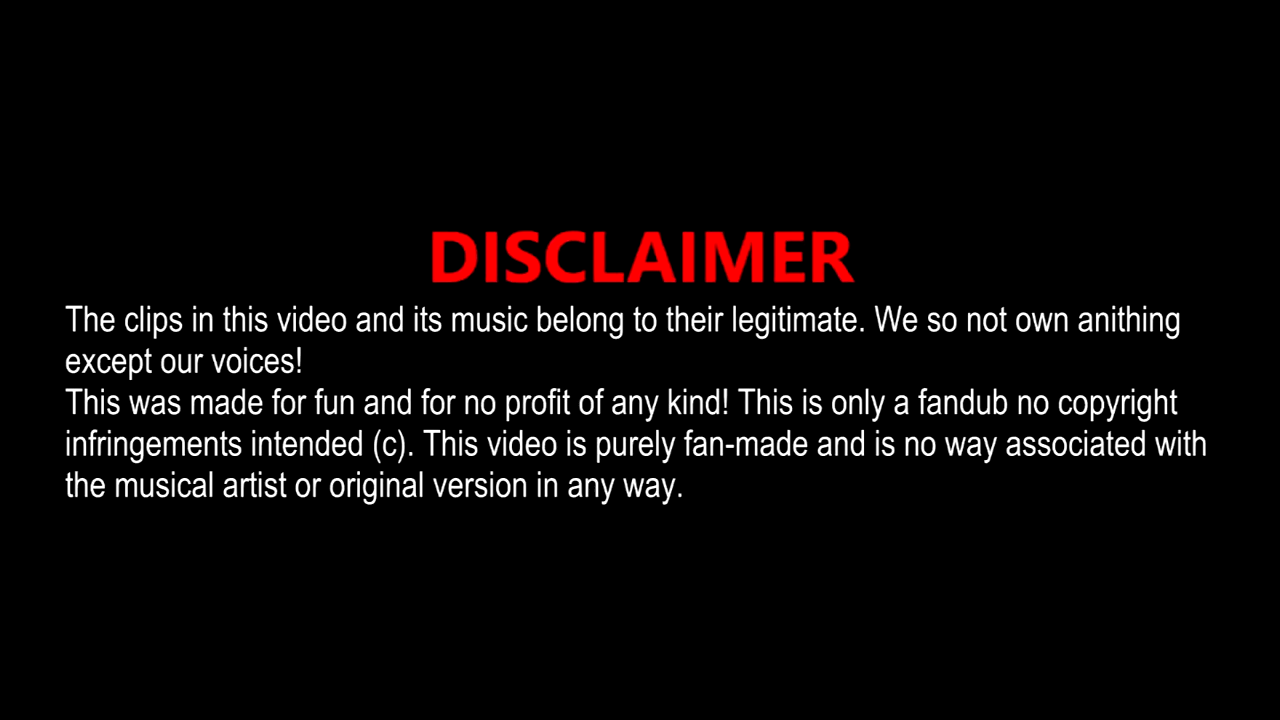 DISCLAIMER
The clips in this video and its music belong to their legitimate. We so not own anithing
except our voices!
This was made for fun and for no profit of any kind! This is only a fandub no copyright
infringements intended (c). This video is purely fan-made and is no way associated with
the musical artist or original version in any way.